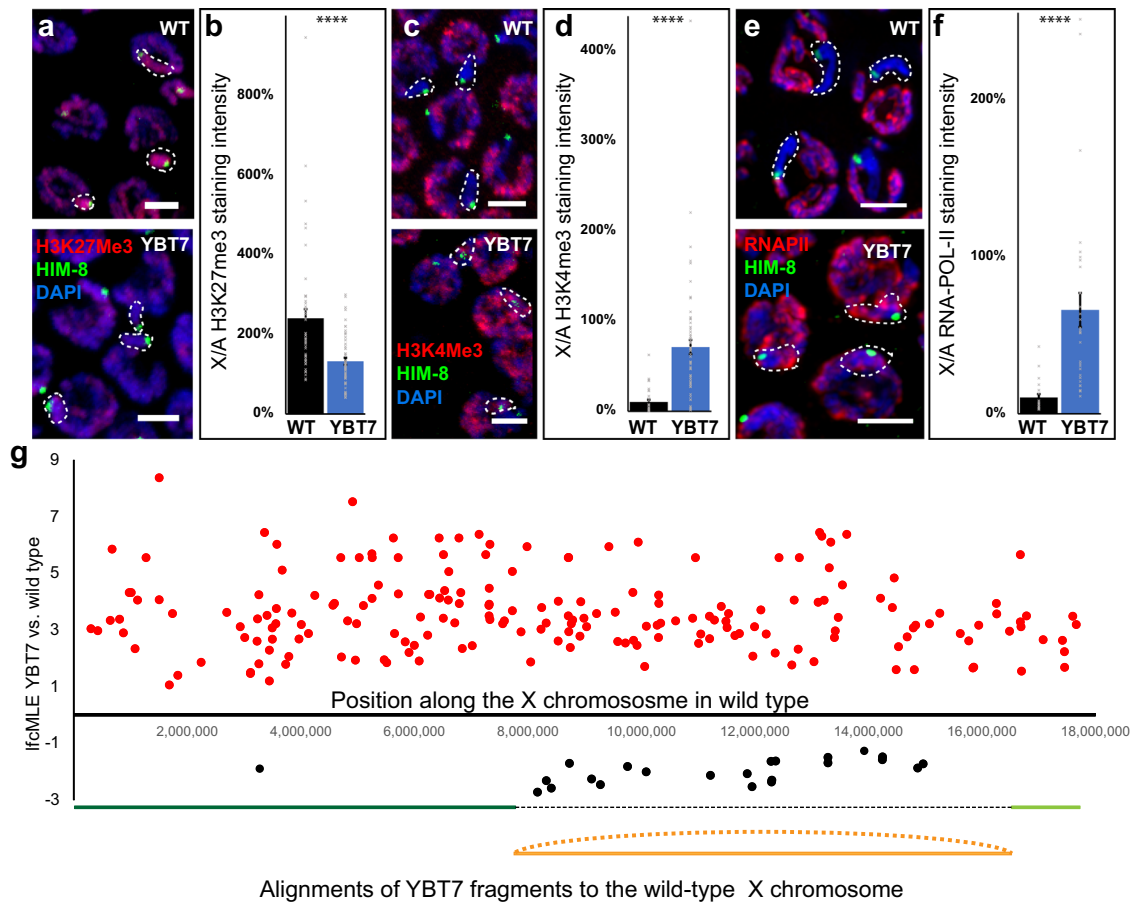 a
WT
H3K27Me3
HIM-8
DAPI
YBT7
b
X/A H3K27me3 staining intensity
****
800%
600%
400%
200%
0%
WT YBT7
c
WT
YBT7
H3K4Me3
HIM-8
DAPI
d
X/A H3K4me3 staining intensity
****
400%
300%
200%
100%
0%
WT YBT7
e
WT
RNAPII
HIM-8
DAPI
YBT7
f
X/A RNA-POL-II staining intensity
****
200%
100%
0%
WT YBT7
g
lfcMLE YBT7 vs. wild type
9
7
5
3
1
-1
-3
Position along the X chromososme in wild type
2,000,000 4,000,000 6,000,000 8,000,000 10,000,000 12,000,000 14,000,000 16,000,000 18,000,000
Alignments of YBT7 fragments to the wild-type X chromosome